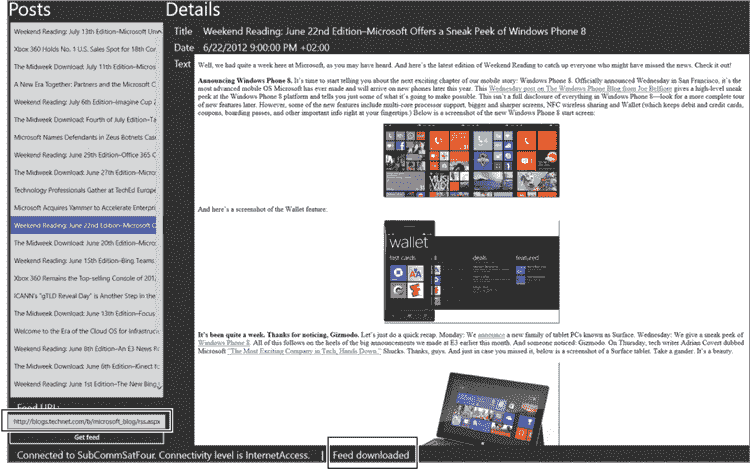 Posts
Weekend Reading: July 13th Edition–Microsoft Un
Xbox 360 Holds No. 1 U.S. Sales Spot for 18th Con
The Midweek Download: July 11th Edition–Micros
A New Era Together: Partners and the Microsoft C
Weekend Reading: July 6th Edition–Imagine Cup 2
The Midweek Download: Fourth of July Edition–Ta
Microsoft Names Defendants in Zeus Botnets Case
Weekend Reading: June 29th Edition–Office 365 C
The Midweek Download: June 27th Edition–Micros
Technology Professionals Gather at TechEd Europe
Microsoft Acquires Yammer to Accelerate Enterpri
Weekend Reading: June 22nd Edition–Microsoft O
The Midweek Download: June 20th Edition–Micro
Weekend Reading: June 15th Edition–Bing Teams
Xbox 360 Remains the Top-selling Console of 201
ICANN's "gTLD Reveal Day" is Another Step in the
The Midweek Download: June 13th Edition–Focus
Welcome to the Era of the Cloud OS for Infrastruc
Weekend Reading: June 8th Edition–An E3 News R
The Midweek Download: June 6th Edition–Kinect f
Weekend Reading: June 1st Edition–The New Bing
Feed URL:
http://blogs.technet.com/b/microsoft_blog/rss.aspx
Get feed
Details
Title Weekend Reading: June 22nd Edition–Microsoft Offers a Sneak Peek of Windows Phone 8
Date 6/22/2012 9:00:00 PM +02:00
Text Well, we had quite a week here at Microsoft, as you may have heard. And here's the latest edition of Weekend Reading to catch up everyone who might have missed the news. Check it out!
Announcing Windows Phone 8. It's time to start telling you about the next exciting chapter of our mobile story: Windows Phone 8. Officially announced Wednesday in San Francisco, it's the
most advanced mobile OS Microsoft has ever made and will arrive on new phones later this year. This Wednesday post on The Windows Phone Blog from Joe Belfiore gives a high-level sneak
peek at the Windows Phone 8 platform and tells you just some of what it's going to make possible. This isn't a full disclosure of everything in Windows Phone 8—look for a more complete tour
of new features later. However, some of the new features include multi-core processor support, bigger and sharper screens, NFC wireless sharing and Wallet (which keeps debit and credit cards,
coupons, boarding passes, and other important info right at your fingertips.) Below is a screenshot of the new Windows Phone 8 start screen:
And here's a screenshot of the Wallet feature:
wallet
fast cards
all
deals
featured
It's been quite a week. Thanks for noticing, Gizmodo. Let's just do a quick recap. Monday: We announce a new family of tablet PCs known as Surface. Wednesday: We give a sneak peek of
Windows Phone 8. All of this follows on the heels of the big announcements we made at E3 earlier this month. And someone noticed: Gizmodo. On Thursday, tech writer Adrian Covert dubbed
Microsoft "The Most Exciting Company in Tech, Hands Down." Shucks. Thanks, guys. And just in case you missed it, below is a screenshot of a Surface tablet. Take a gander. It's a beauty.
Connected to SubCommSatFour. Connectivity level is InternetAccess. | Feed downloaded